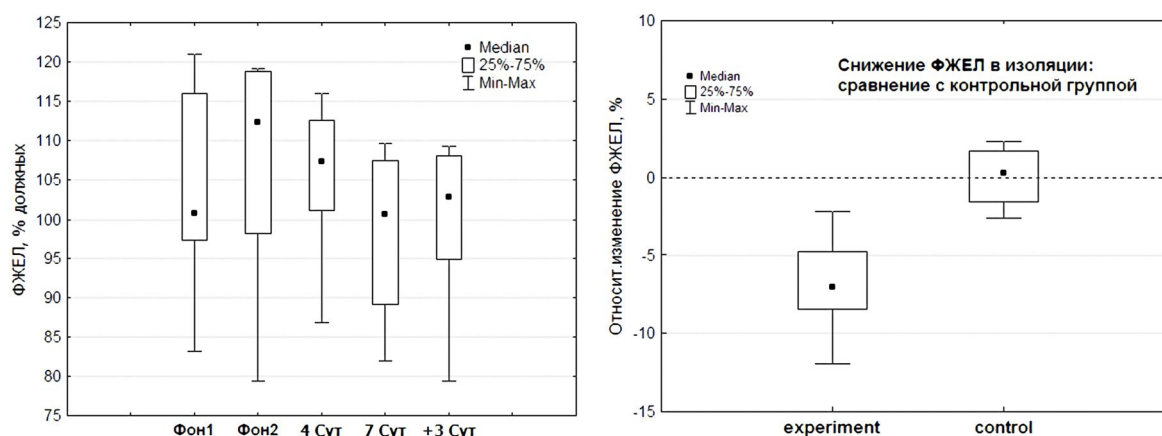 ФЖЕЛ, % должных
125
120
115
110
105
100
95
90
85
80
75
Median
25%-75%
Min-Max
Фон1
Фон2
4 Сут
7 Сут
+3 Сут
Относит.изменение ФЖЕЛ, %
10
5
0
-5
-10
-15
Снижение ФЖЕЛ в изоляции:
сравнение с контрольной группой
Median
25%-75%
Min-Max
experiment
control